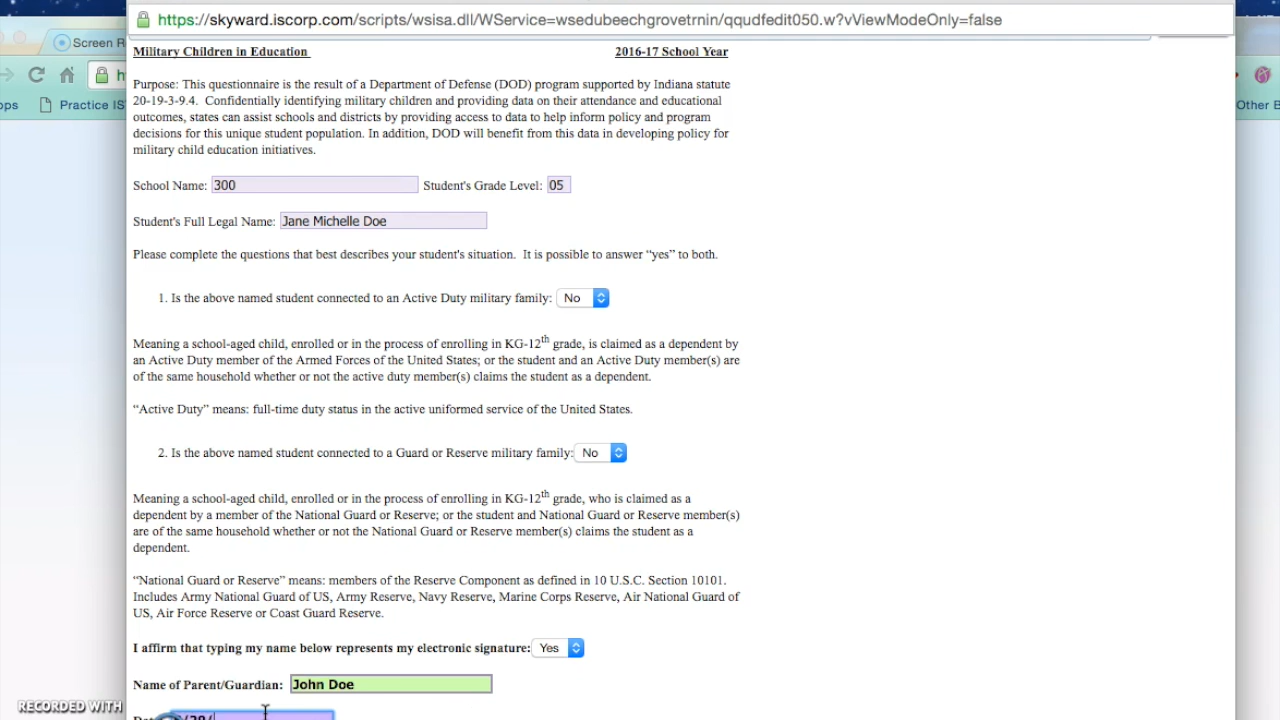 https://skyward.iscorp.com/scripts/wsisa.dll/WService=wsedubeechgrovetrnin/qqudfedit050.w?vViewModeOnly=false
Screen R
Practice IS
Other B
Military Children in Education 2016-17 School Year
Purpose: This questionnaire is the result of a Department of Defense (DOD) program supported by Indiana statute
20-19-3-9.4. Confidentially identifying military children and providing data on their attendance and educational
outcomes, states can assist schools and districts by providing access to data to help inform policy and program
decisions for this unique student population. In addition, DOD will benefit from this data in developing policy for
military child education initiatives.
School Name: 300 Student's Grade Level: 05
Student's Full Legal Name: Jane Michelle Doe
Please complete the questions that best describes your student's situation. It is possible to answer “yes” to both.
1. Is the above named student connected to an Active Duty military family: No
Meaning a school-aged child, enrolled or in the process of enrolling in KG-12th grade, is claimed as a dependent by
an Active Duty member of the Armed Forces of the United States; or the student and an Active Duty member(s) are
of the same household whether or not the active duty member(s) claims the student as a dependent.
“Active Duty” means: full-time duty status in the active uniformed service of the United States.
2. Is the above named student connected to a Guard or Reserve military family: No
Meaning a school-aged child, enrolled or in the process of enrolling in KG-12th grade, who is claimed as a
dependent by a member of the National Guard or Reserve; or the student and National Guard or Reserve member(s)
are of the same household whether or not the National Guard or Reserve member(s) claims the student as a
dependent.
“National Guard or Reserve” means: members of the Reserve Component as defined in 10 U.S.C. Section 10101.
Includes Army National Guard of US, Army Reserve, Navy Reserve, Marine Corps Reserve, Air National Guard of
US, Air Force Reserve or Coast Guard Reserve.
I affirm that typing my name below represents my electronic signature: Yes
Name of Parent/Guardian: John Doe
RECORDED WITH